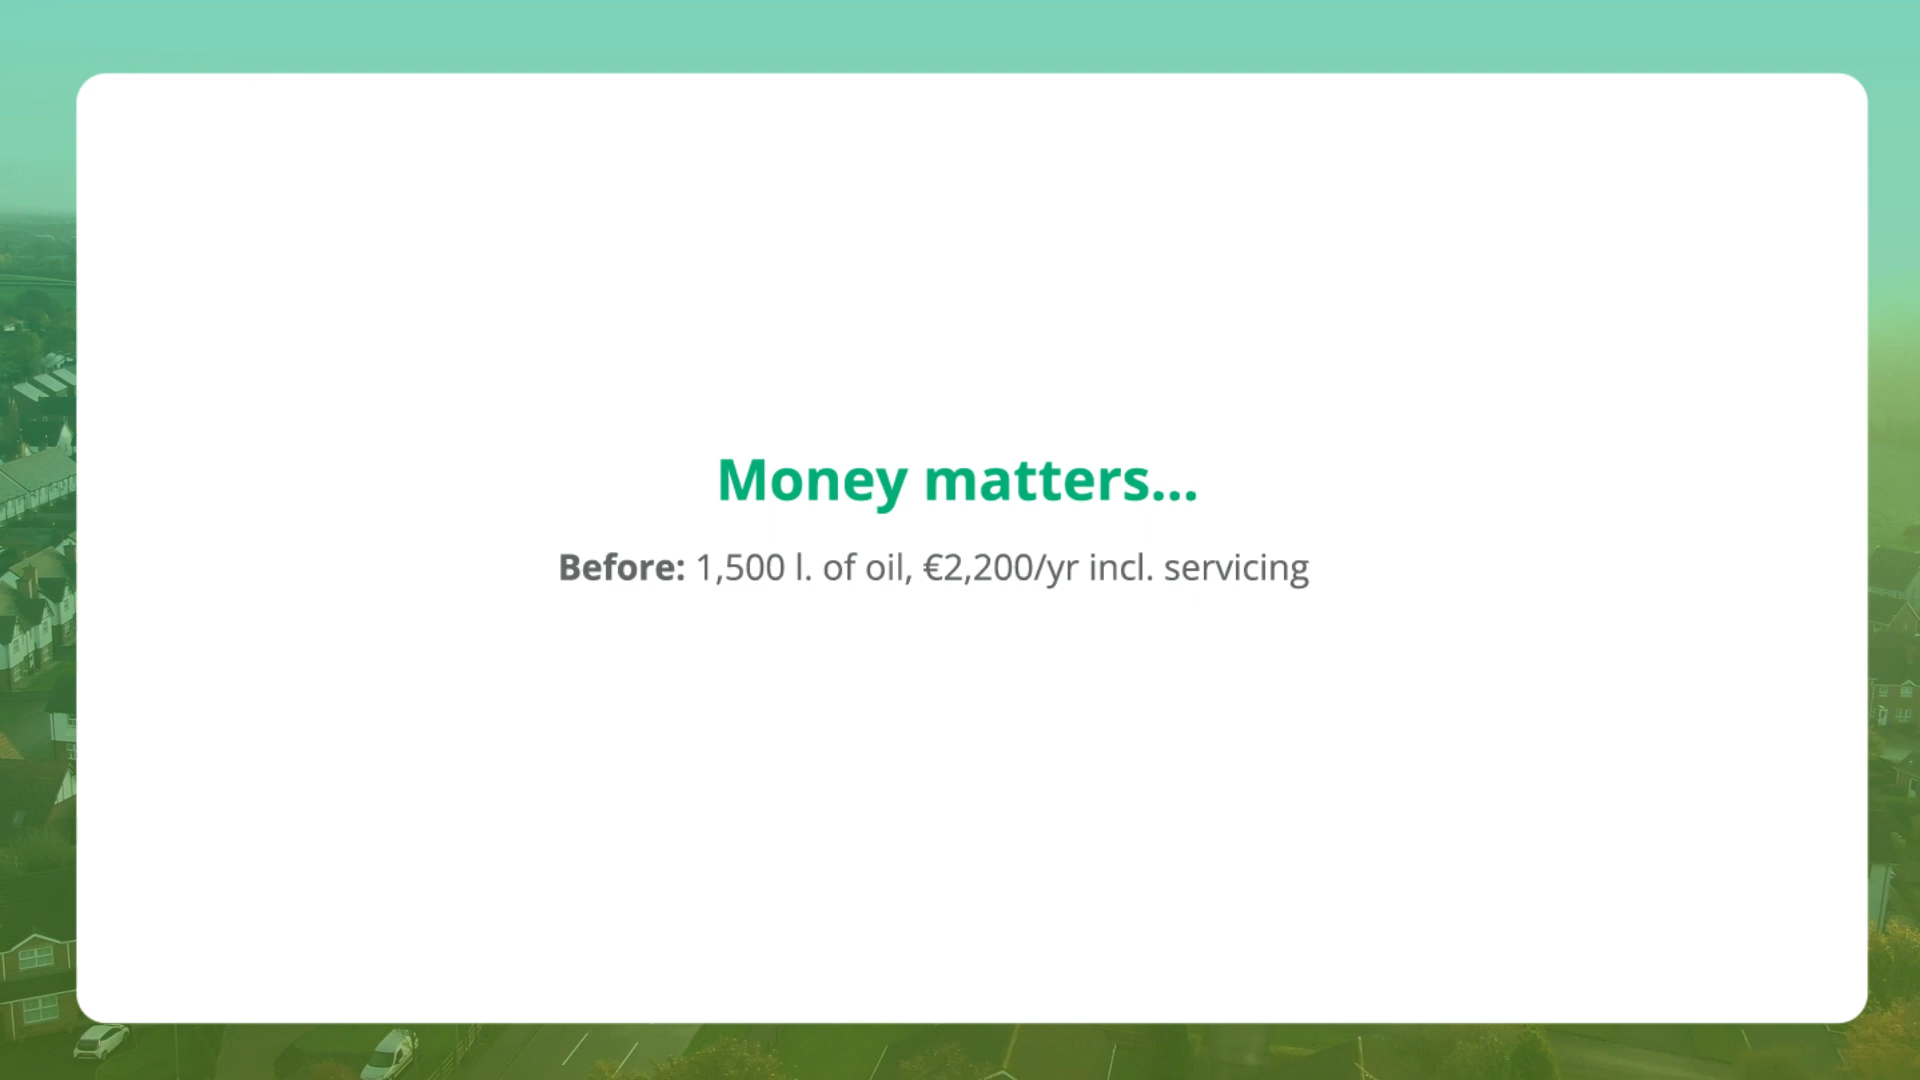 Money matters...
Before: 1,500 l. of oil, €2,200/yr incl. servicing